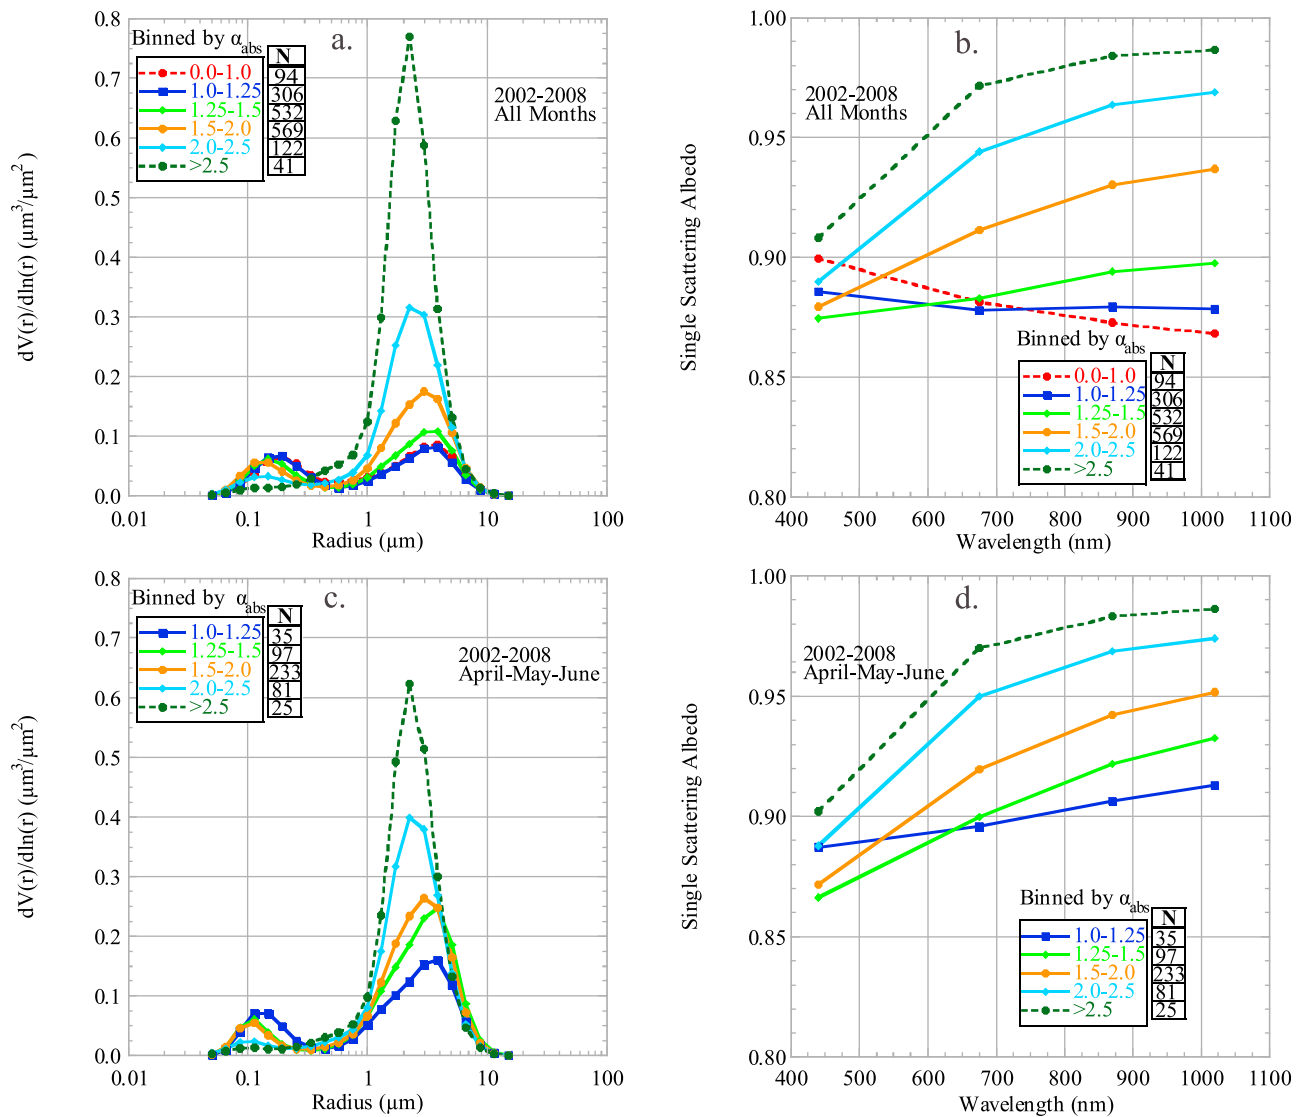 a.
Binned by αabs
N
0.0-1.0 94
1.0-1.25 306
1.25-1.5 532
1.5-2.0 569
2.0-2.5 122
>2.5 41
2002-2008
All Months
0.8
0.7
0.6
0.5
0.4
0.3
0.2
0.1
0.0
dV(r)/dln(r) (µm³/µm²)
0.01 0.1 1 10 100
Radius (µm)
b.
2002-2008
All Months
1.00
0.95
0.90
0.85
0.80
Single Scattering Albedo
Binned by αabs
N
0.0-1.0 94
1.0-1.25 306
1.25-1.5 532
1.5-2.0 569
2.0-2.5 122
>2.5 41
400 500 600 700 800 900 1000 1100
Wavelength (nm)
c.
Binned by αabs
N
1.0-1.25 35
1.25-1.5 97
1.5-2.0 233
2.0-2.5 81
>2.5 25
2002-2008
April-May-June
0.8
0.7
0.6
0.5
0.4
0.3
0.2
0.1
0.0
dV(r)/dln(r) (µm³/µm²)
0.01 0.1 1 10 100
Radius (µm)
d.
2002-2008
April-May-June
1.00
0.95
0.90
0.85
0.80
Single Scattering Albedo
Binned by αabs
N
1.0-1.25 35
1.25-1.5 97
1.5-2.0 233
2.0-2.5 81
>2.5 25
400 500 600 700 800 900 1000 1100
Wavelength (nm)